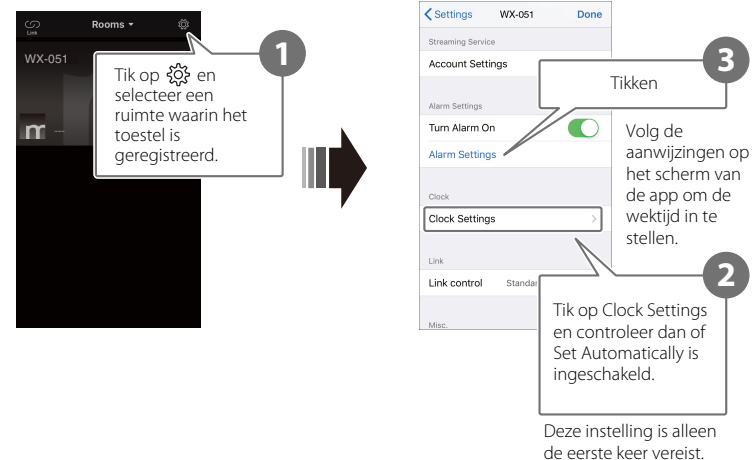 Link
Rooms
WX-051
m ---
1
Tik op en
selecteer een
ruimte waarin het
toestel is
geregistreerd.
Settings WX-051 Done
Streaming Service
Account Settings
Alarm Settings
Turn Alarm On
Alarm Settings
Clock
Clock Settings
Link
Link control
Misc.
3
Tikken
Volg de
aanwijzingen op
het scherm van
de app om de
wektijd in te
stellen.
2
Tik op Clock Settings
en controleer dan of
Set Automatically is
ingeschakeld.
Deze instelling is alleen
de eerste keer vereist.